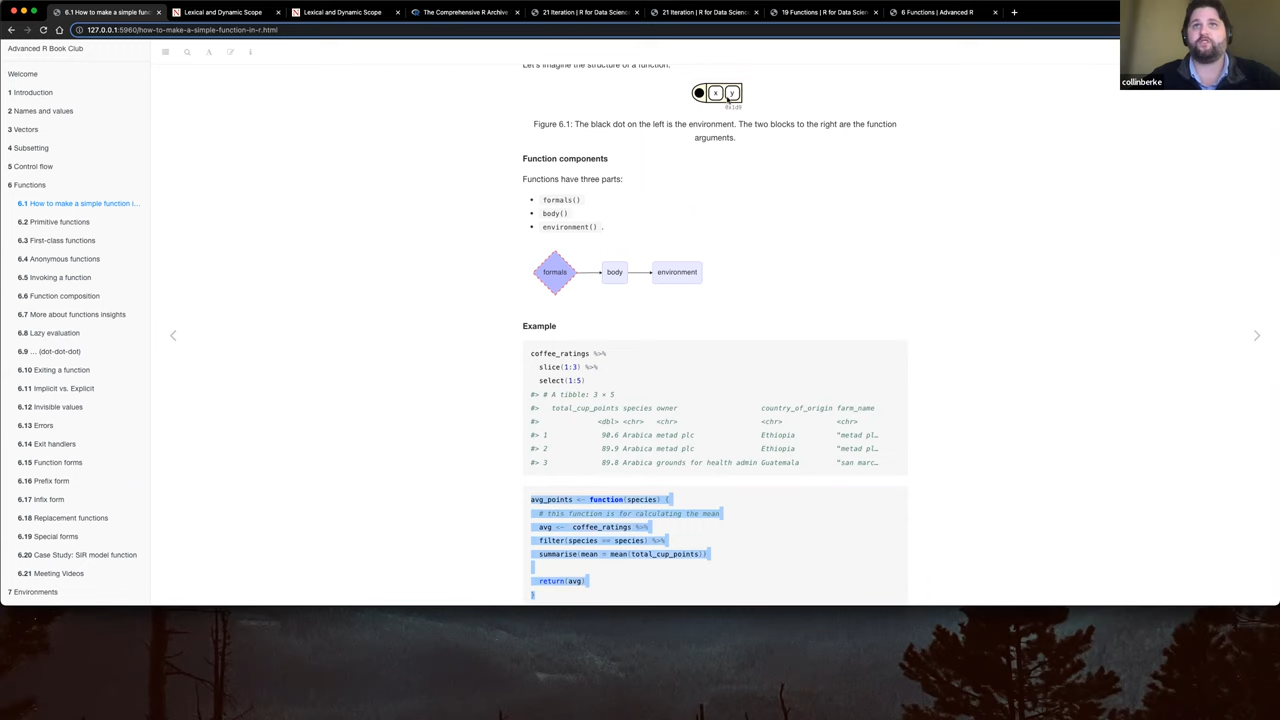 6.1 How to make a simple func
Lexical and Dynamic Scope
Lexical and Dynamic Scope
The Comprehensive R Archiv
21 Iteration | R for Data Scienc
21 Iteration | R for Data Scienc
19 Functions | R for Data Scie
6 Functions | Advanced R
127.0.0.1:5960/how-to-make-a-simple-function-in-r.html
collinberke
Advanced R Book Club
Welcome
1 Introduction
2 Names and values
3 Vectors
4 Subsetting
5 Control flow
6 Functions
6.1 How to make a simple function i...
6.2 Primitive functions
6.3 First-class functions
6.4 Anonymous functions
6.5 Invoking a function
6.6 Function composition
6.7 More about functions insights
6.8 Lazy evaluation
6.9 ... (dot-dot-dot)
6.10 Exiting a function
6.11 Implicit vs. Explicit
6.12 Invisible values
6.13 Errors
6.14 Exit handlers
6.15 Function forms
6.16 Prefix form
6.17 Infix form
6.18 Replacement functions
6.19 Special forms
6.20 Case Study: SIR model function
6.21 Meeting Videos
7 Environments
Let's imagine the structure of a function:
x y
0x1d9
Figure 6.1: The black dot on the left is the environment. The two blocks to the right are the function
arguments.
Function components
Functions have three parts:
• formals()
• body()
• environment() .
formals body environment
Example
coffee_ratings %>%
slice(1:3) %>%
select(1:5)
#> # A tibble: 3 × 5
#> total_cup_points species owner country_of_origin farm_name
#> <dbl> <chr> <chr> <chr> <chr>
#> 1 90.6 Arabica metad plc Ethiopia "metad pl…
#> 2 89.9 Arabica metad plc Ethiopia "metad pl…
#> 3 89.8 Arabica grounds for health admin Guatemala "san marc…
avg_points <- function(species) {
# this function is for calculating the mean
avg <- coffee_ratings %>%
filter(species == species) %>%
summarise(mean = mean(total_cup_points))
return(avg)
}